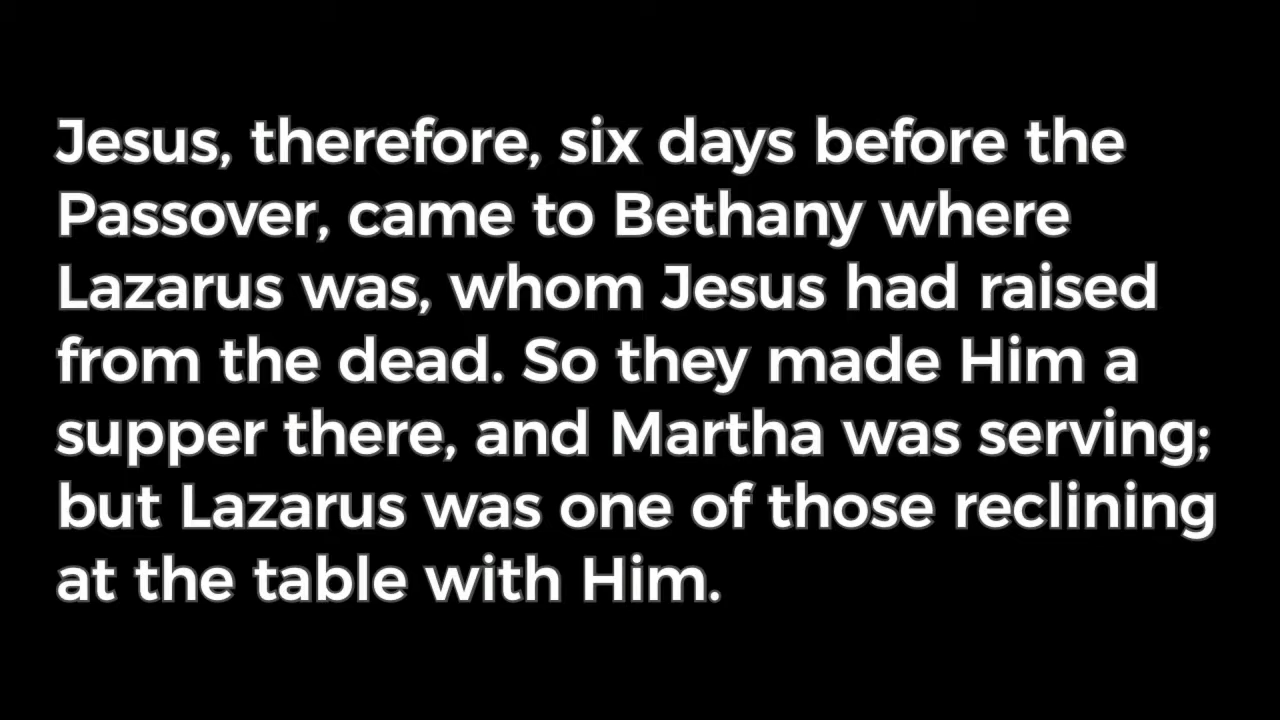 Jesus, therefore, six days before the
Passover, came to Bethany where
Lazarus was, whom Jesus had raised
from the dead. So they made Him a
supper there, and Martha was serving;
but Lazarus was one of those reclining
at the table with Him.